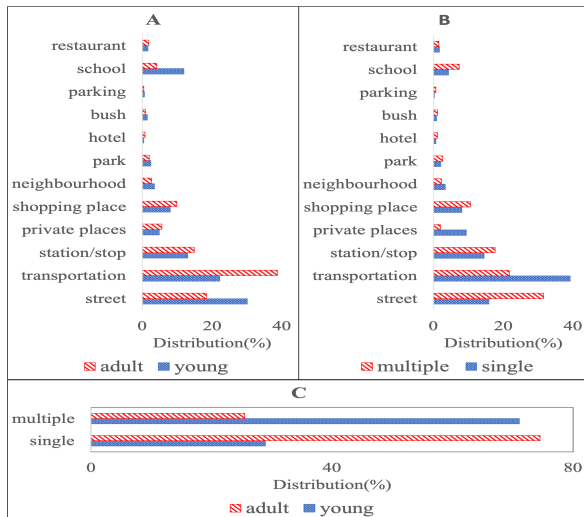 A
restaurant
school
parking
bush
hotel
park
neighbourhood
shopping place
private places
station/stop
transportation
street
0 20 40
Distribution(%)
adult young
B
restaurant
school
parking
bush
hotel
park
neighbourhood
shopping place
private places
station/stop
transportation
street
0 20 40
Distribution(%)
multiple single
C
multiple
single
0 40 80
Distribution(%)
adult young